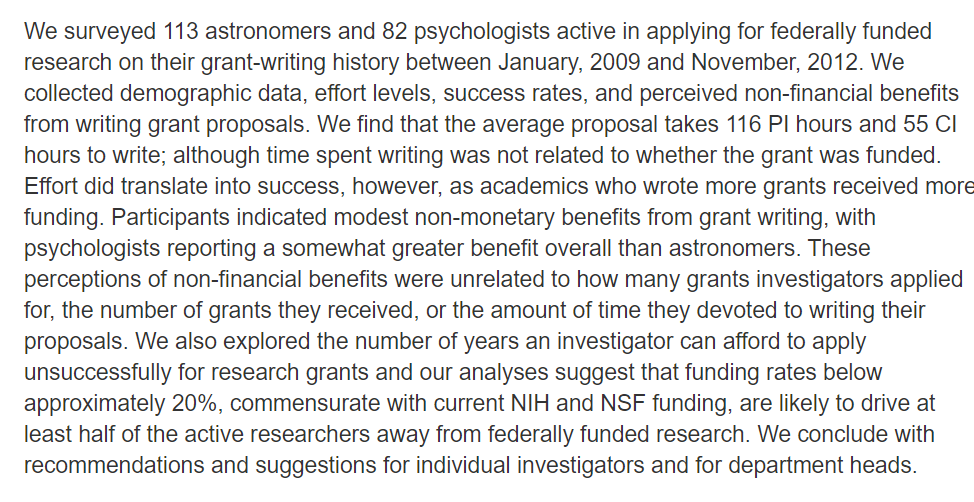 We surveyed 113 astronomers and 82 psychologists active in applying for federally funded
research on their grant-writing history between January, 2009 and November, 2012. We
collected demographic data, effort levels, success rates, and perceived non-financial benefits
from writing grant proposals. We find that the average proposal takes 116 PI hours and 55 CI
hours to write; although time spent writing was not related to whether the grant was funded.
Effort did translate into success, however, as academics who wrote more grants received more
funding. Participants indicated modest non-monetary benefits from grant writing, with
psychologists reporting a somewhat greater benefit overall than astronomers. These
perceptions of non-financial benefits were unrelated to how many grants investigators applied
for, the number of grants they received, or the amount of time they devoted to writing their
proposals. We also explored the number of years an investigator can afford to apply
unsuccessfully for research grants and our analyses suggest that funding rates below
approximately 20%, commensurate with current NIH and NSF funding, are likely to drive at
least half of the active researchers away from federally funded research. We conclude with
recommendations and suggestions for individual investigators and for department heads.